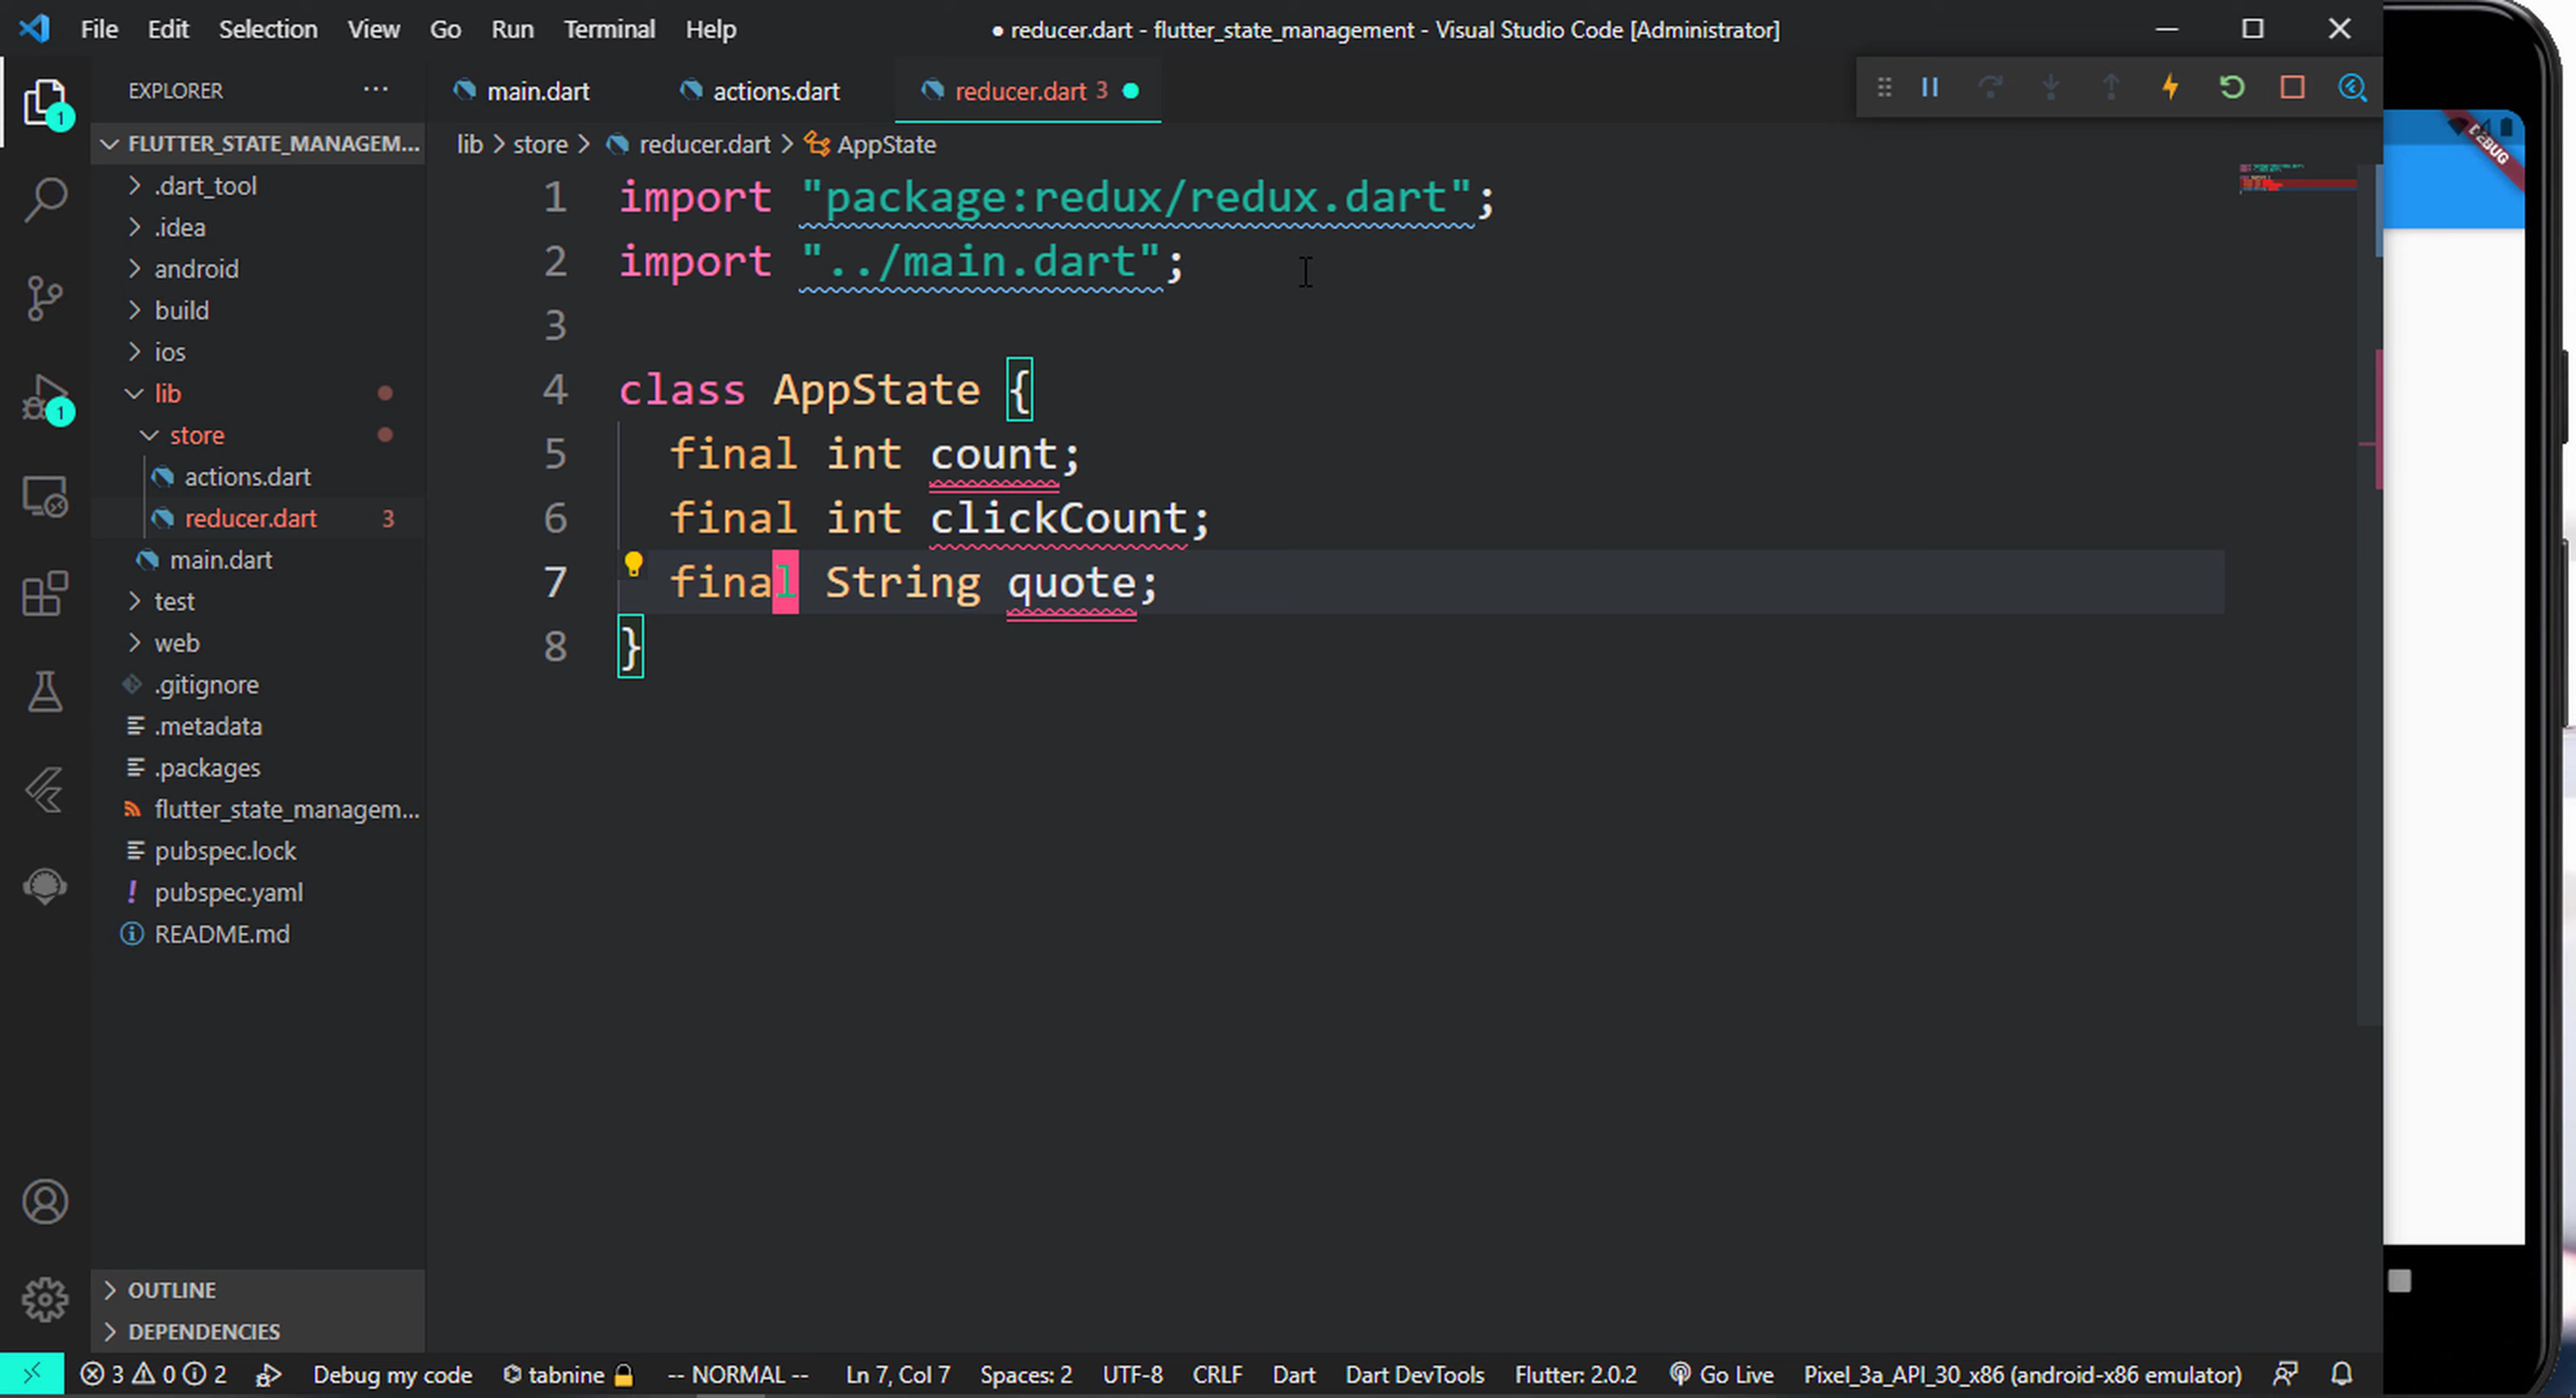 File Edit Selection View Go Run Terminal Help
● reducer.dart - flutter_state_management - Visual Studio Code [Administrator]
EXPLORER ...
main.dart
actions.dart
reducer.dart 3
FLUTTER_STATE_MANAGEM...
lib > store > reducer.dart > AppState
.dart_tool
.idea
android
build
ios
lib
store
actions.dart
reducer.dart 3
main.dart
test
web
.gitignore
.metadata
.packages
flutter_state_managem...
pubspec.lock
pubspec.yaml
README.md
OUTLINE
DEPENDENCIES
1
1
1 import "package:redux/redux.dart";
2 import "../main.dart";
3
4 class AppState {
5 final int count;
6 final int clickCount;
7 final String quote;
8 }
DEBUG
3 0 2 Debug my code tabnine -- NORMAL -- Ln 7, Col 7 Spaces: 2 UTF-8 CRLF Dart Dart DevTools Flutter: 2.0.2 Go Live Pixel_3a_API_30_x86 (android-x86 emulator)